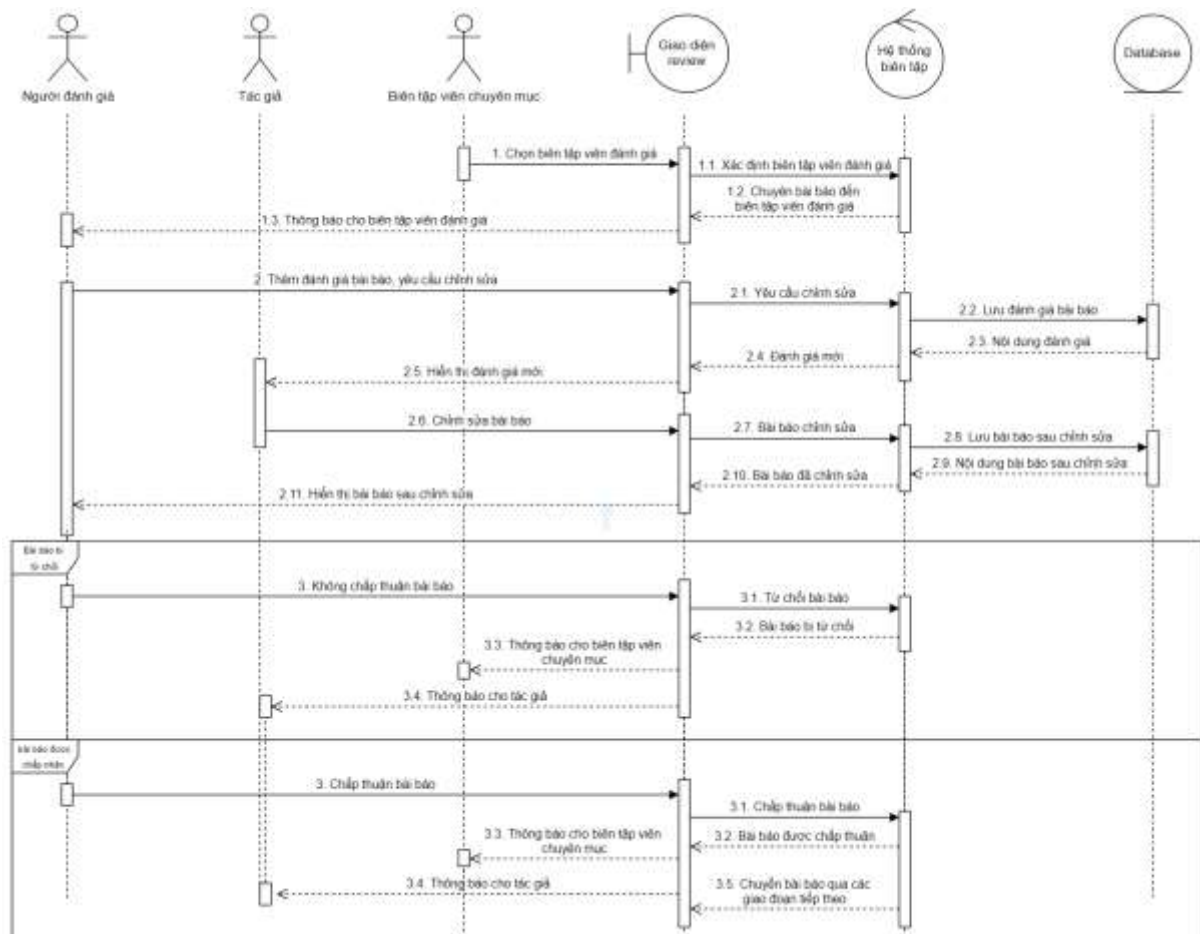 Người đánh giá
Tác giả
Biên tập viên chuyên mục
Giao diện
review
Hệ thống
biên tập
Database
1. Chọn biên tập viên đánh giá
1.1. Xác định biên tập viên đánh giá
1.2. Chuyển bài báo đến
biên tập viên đánh giá
1.3. Thông báo cho biên tập viên đánh giá
2. Thêm đánh giá bài báo, yêu cầu chỉnh sửa
2.1. Yêu cầu chỉnh sửa
2.2. Lưu đánh giá bài báo
2.3. Nội dung đánh giá
2.4. Đánh giá mới
2.5. Hiển thị đánh giá mới
2.6. Chỉnh sửa bài báo
2.7. Bài báo chỉnh sửa
2.8. Lưu bài báo sau chỉnh sửa
2.9. Nội dung bài báo sau chỉnh sửa
2.10. Bài báo đã chỉnh sửa
2.11. Hiển thị bài báo sau chỉnh sửa
Bài báo bị
từ chối
3. Không chấp thuận bài báo
3.1. Từ chối bài báo
3.2. Bài báo bị từ chối
3.3. Thông báo cho biên tập viên
chuyên mục
3.4. Thông báo cho tác giả
Bài báo được
chấp nhận
3. Chấp thuận bài báo
3.1. Chấp thuận bài báo
3.2. Bài báo được chấp thuận
3.3. Thông báo cho biên tập viên
chuyên mục
3.4. Thông báo cho tác giả
3.5. Chuyển bài báo qua các
giao đoạn tiếp theo